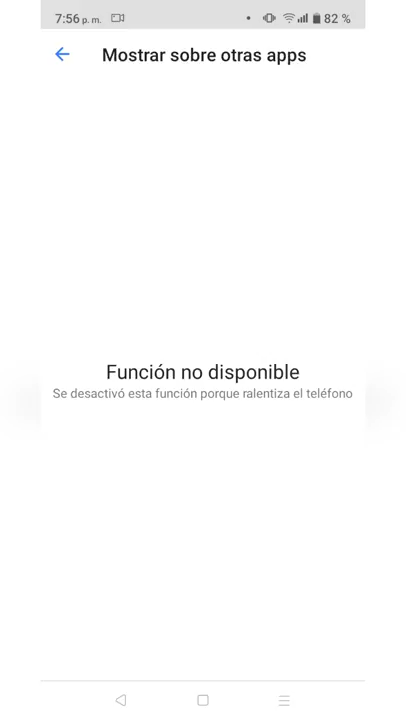 7:56 p. m. 82 %
Mostrar sobre otras apps
Función no disponible
Se desactivó esta función porque ralentiza el teléfono